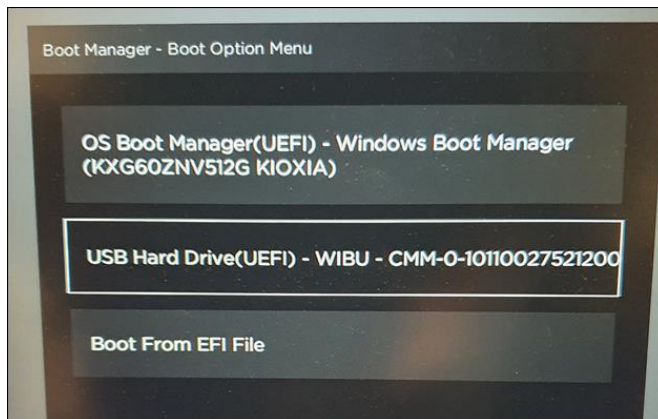 Boot Manager - Boot Option Menu
OS Boot Manager(UEFI) - Windows Boot Manager
(KXG60ZNV512G KIOXIA)
USB Hard Drive(UEFI) - WIBU - CMM-0-10110027521200
Boot From EFI File